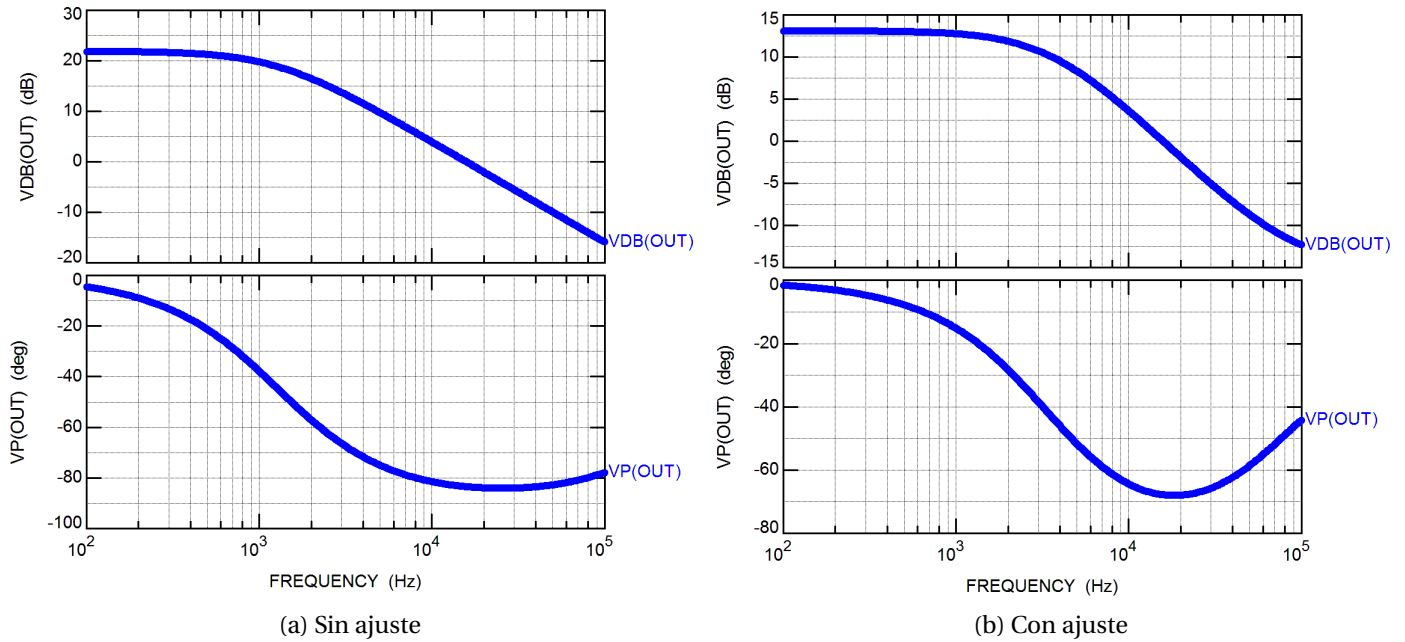 30
20
10
0
-10
-20
VDB(OUT) (dB)
VDB(OUT)
0
-20
-40
-60
-80
-100
VP(OUT) (deg)
VP(OUT)
10² 10³ 10⁴ 10⁵
FREQUENCY (Hz)
(a) Sin ajuste
15
10
5
0
-5
-10
-15
VDB(OUT) (dB)
VDB(OUT)
0
-20
-40
-60
-80
VP(OUT) (deg)
VP(OUT)
10² 10³ 10⁴ 10⁵
FREQUENCY (Hz)
(b) Con ajuste